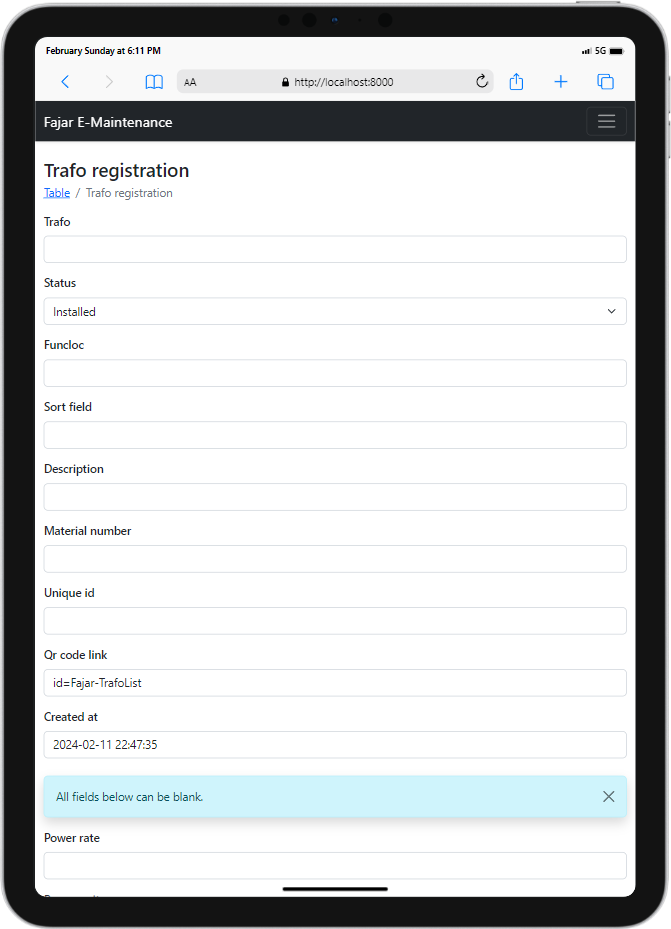 February Sunday at 6:11 PM
5G
AA
http://localhost:8000
Fajar E-Maintenance
Trafo registration
Table / Trafo registration
Trafo
Status
Installed
Funcloc
Sort field
Description
Material number
Unique id
Qr code link
id=Fajar-TrafoList
Created at
2024-02-11 22:47:35
All fields below can be blank.
Power rate